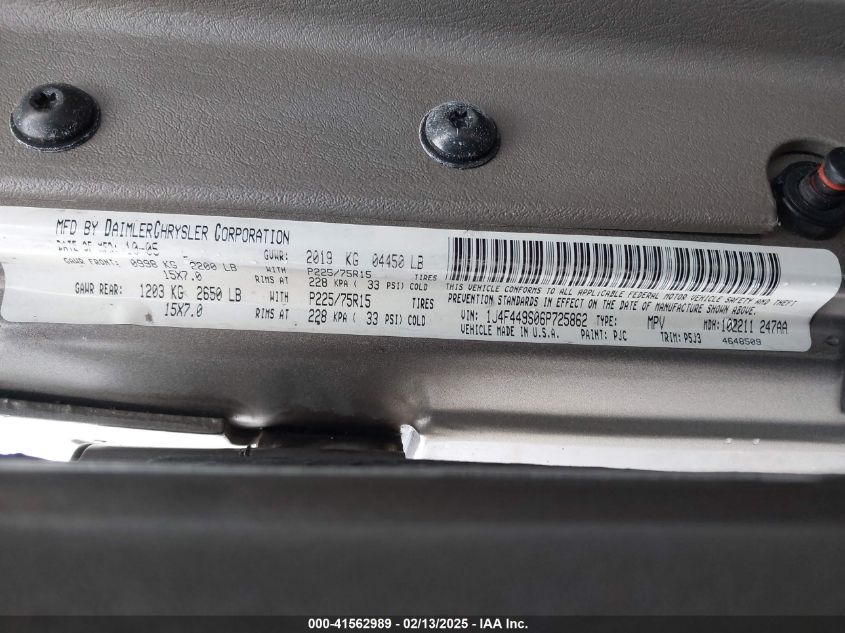 MFD BY DAIMLERCHRYSLER CORPORATION
DATE OF MFD: 10-05 GVWR: 2019 KG 04450 LB
GAWR FRONT: 0998 KG 2200 LB WITH P225/75R15 TIRES
15X7.0 RIMS AT 228 KPA ( 33 PSI) COLD
GAWR REAR: 1203 KG 2650 LB WITH P225/75R15 TIRES
15X7.0 RIMS AT 228 KPA ( 33 PSI) COLD
THIS VEHICLE CONFORMS TO ALL APPLICABLE FEDERAL MOTOR VEHICLE SAFETY AND THEFT
PREVENTION STANDARDS IN EFFECT ON THE DATE OF MANUFACTURE SHOWN ABOVE.
VIN: 1J4F449S06P725862 TYPE: MPV MDH: 102211 247AA
VEHICLE MADE IN U.S.A. PAINT: PJC TRIM: PSJ3 4648509
000-41562989 — 02/13/2025 — IAA Inc.